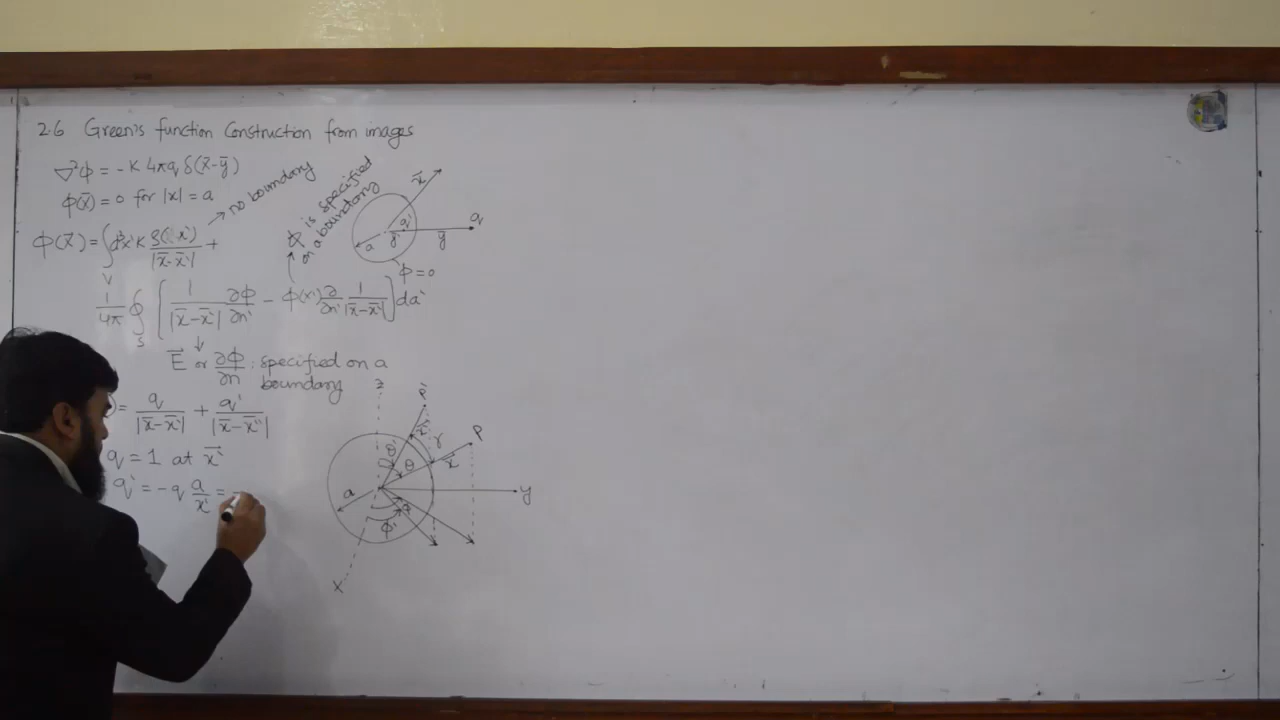 2.6 Green's function Construction from images
∇²φ = -K 4πq δ(x̄-ȳ)
φ(x̄) = 0 for |x| = a
→ no boundary
φ is specified on a boundary
φ(x̄) = ∫ d³x' K ρ(x') / |x̄-x̄'| +
V
1/4π ∮ [ 1/|x̄-x̄'| ∂φ/∂n' - φ(x') ∂/∂n' 1/|x̄-x̄'| ] da'
S
E⃗ or ∂φ/∂n : specified on a
boundary
) = q/|x̄-x̄'| + q'/|x̄-x̄''|
q = 1 at x̄'
q' = -q a/x' =
x̄
q'
q
a
ȳ'
ȳ
φ=0
z
P'
x̄'
γ
P
x̄
θ'
θ
a
y
φ
φ'
x